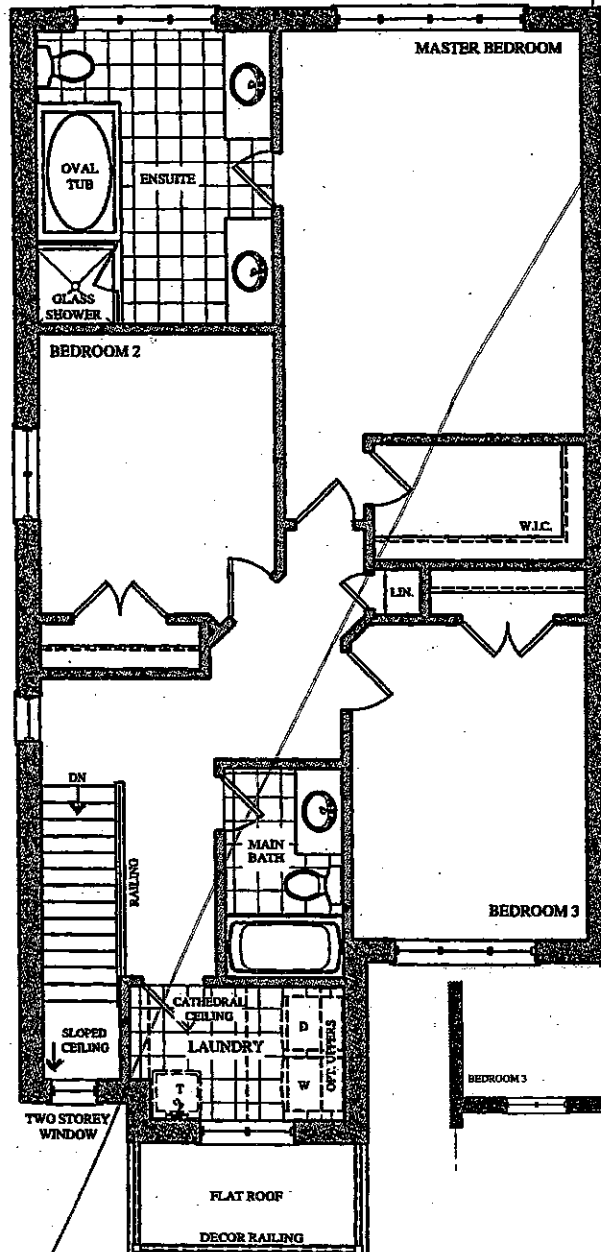 MASTER BEDROOM
OVAL
TUB
ENSUITE
GLASS
SHOWER
BEDROOM 2
W.I.C.
LIN.
DN
RAILING
MAIN
BATH
BEDROOM 3
CATHEDRAL
CEILING
LAUNDRY
D
W
OPT. UPPERS
T
SLOPED
CEILING
TWO STOREY
WINDOW
BEDROOM 3
FLAT ROOF
DECOR RAILING